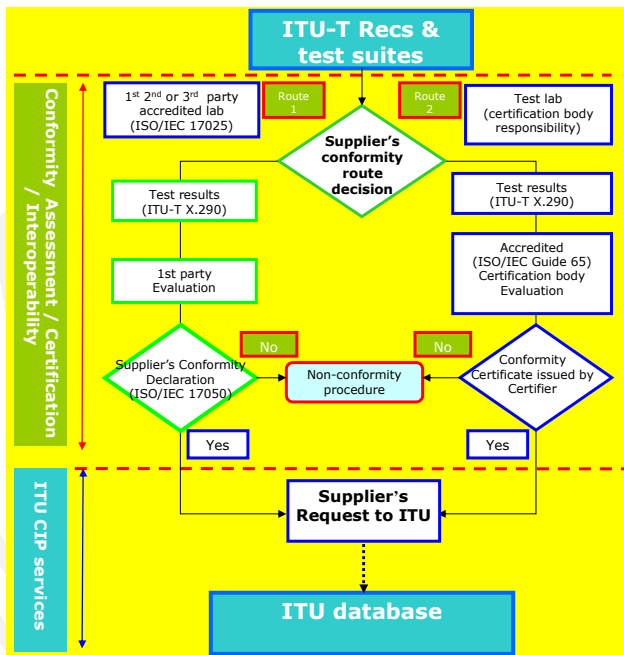 ITU-T Recs &
test suites
Conformity Assessment / Certification
/ Interoperability
1st 2nd or 3rd party
accredited lab
(ISO/IEC 17025)
Route
1
Route
2
Test lab
(certification body
responsibility)
Supplier's
conformity
route
decision
Test results
(ITU-T X.290)
Test results
(ITU-T X.290)
1st party
Evaluation
Accredited
(ISO/IEC Guide 65)
Certification body
Evaluation
No
No
Supplier's Conformity
Declaration
(ISO/IEC 17050)
Non-conformity
procedure
Conformity
Certificate issued by
Certifier
Yes
Yes
ITU CIP services
Supplier's
Request to ITU
ITU database